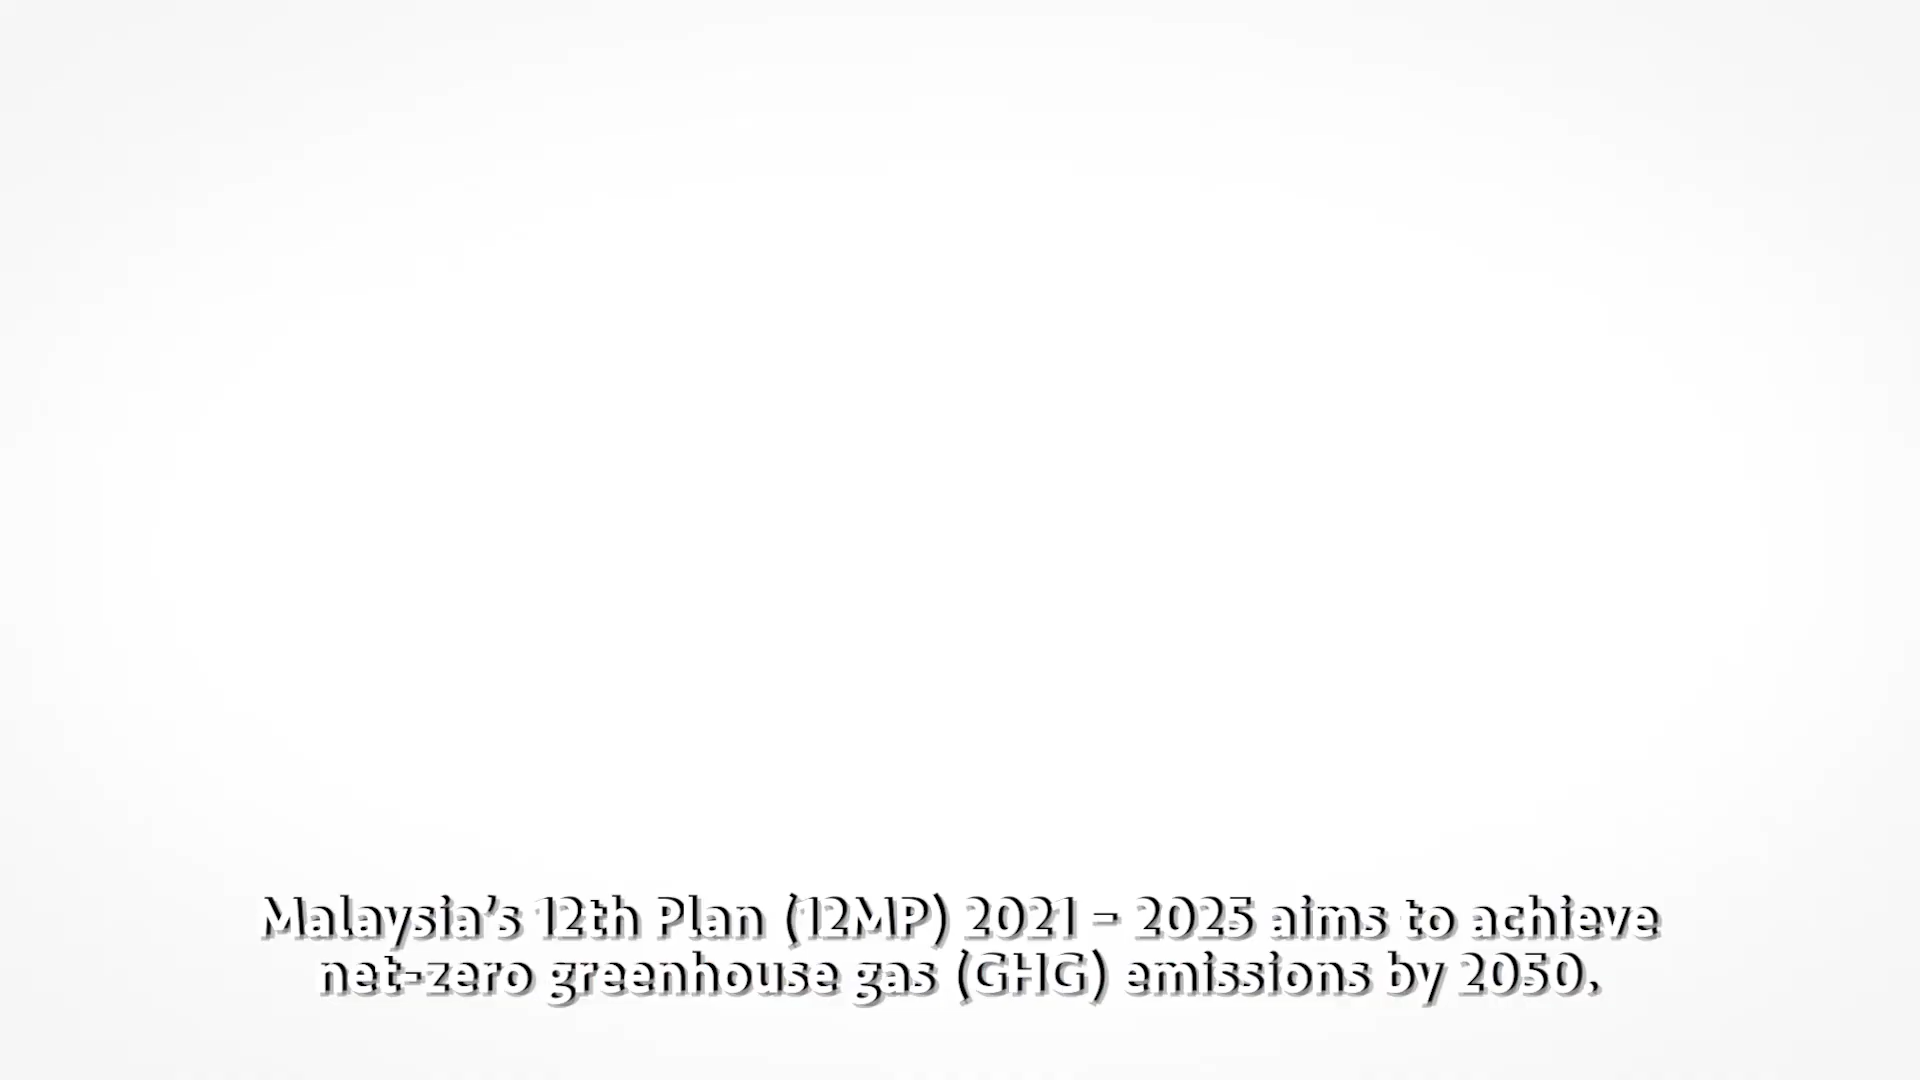 Malaysia's 12th Plan (12MP) 2021 – 2025 aims to achieve
net-zero greenhouse gas (GHG) emissions by 2050.